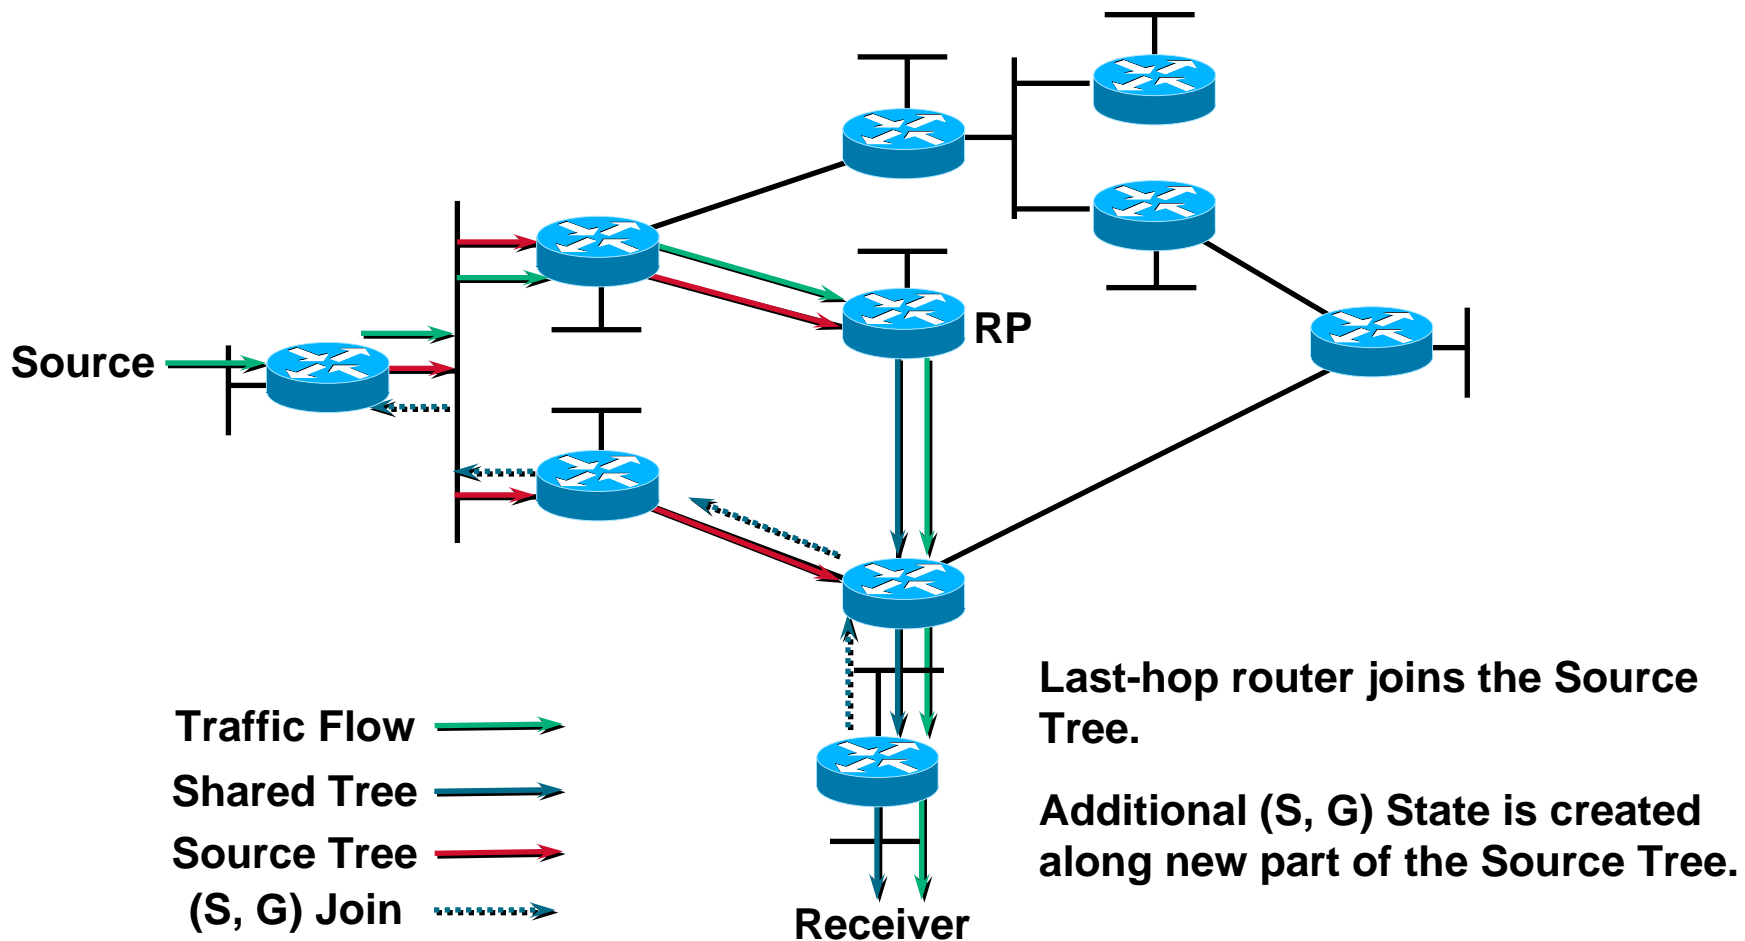 RP
Source
Traffic Flow
Shared Tree
Source Tree
(S, G) Join
Receiver
Last-hop router joins the Source
Tree.
Additional (S, G) State is created
along new part of the Source Tree.